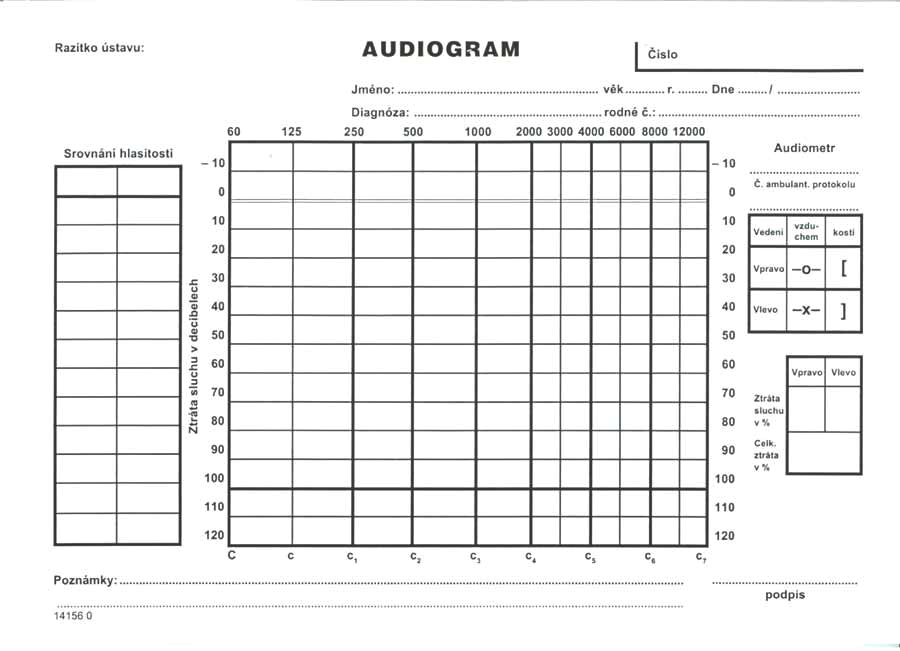 Razítko ústavu:
AUDIOGRAM
Číslo
Jméno: věk r. Dne /
Diagnóza: rodné č.:
60 125 250 500 1000 2000 3000 4000 6000 8000 12000
Srovnání hlasitosti
Audiometr
Č. ambulant. protokolu
Ztráta sluchu v decibelech
– 10 – 10
0 0
10 10
20 20
30 30
40 40
50 50
60 60
70 70
80 80
90 90
100 100
110 110
120 120
C c c₁ c₂ c₃ c₄ c₅ c₆ c₇
Vedení vzdu-
chem kostí
Vpravo –o– [
Vlevo –x– ]
Vpravo Vlevo
Ztráta
sluchu
v %
Celk.
ztráta
v %
Poznámky:
podpis
14156 0